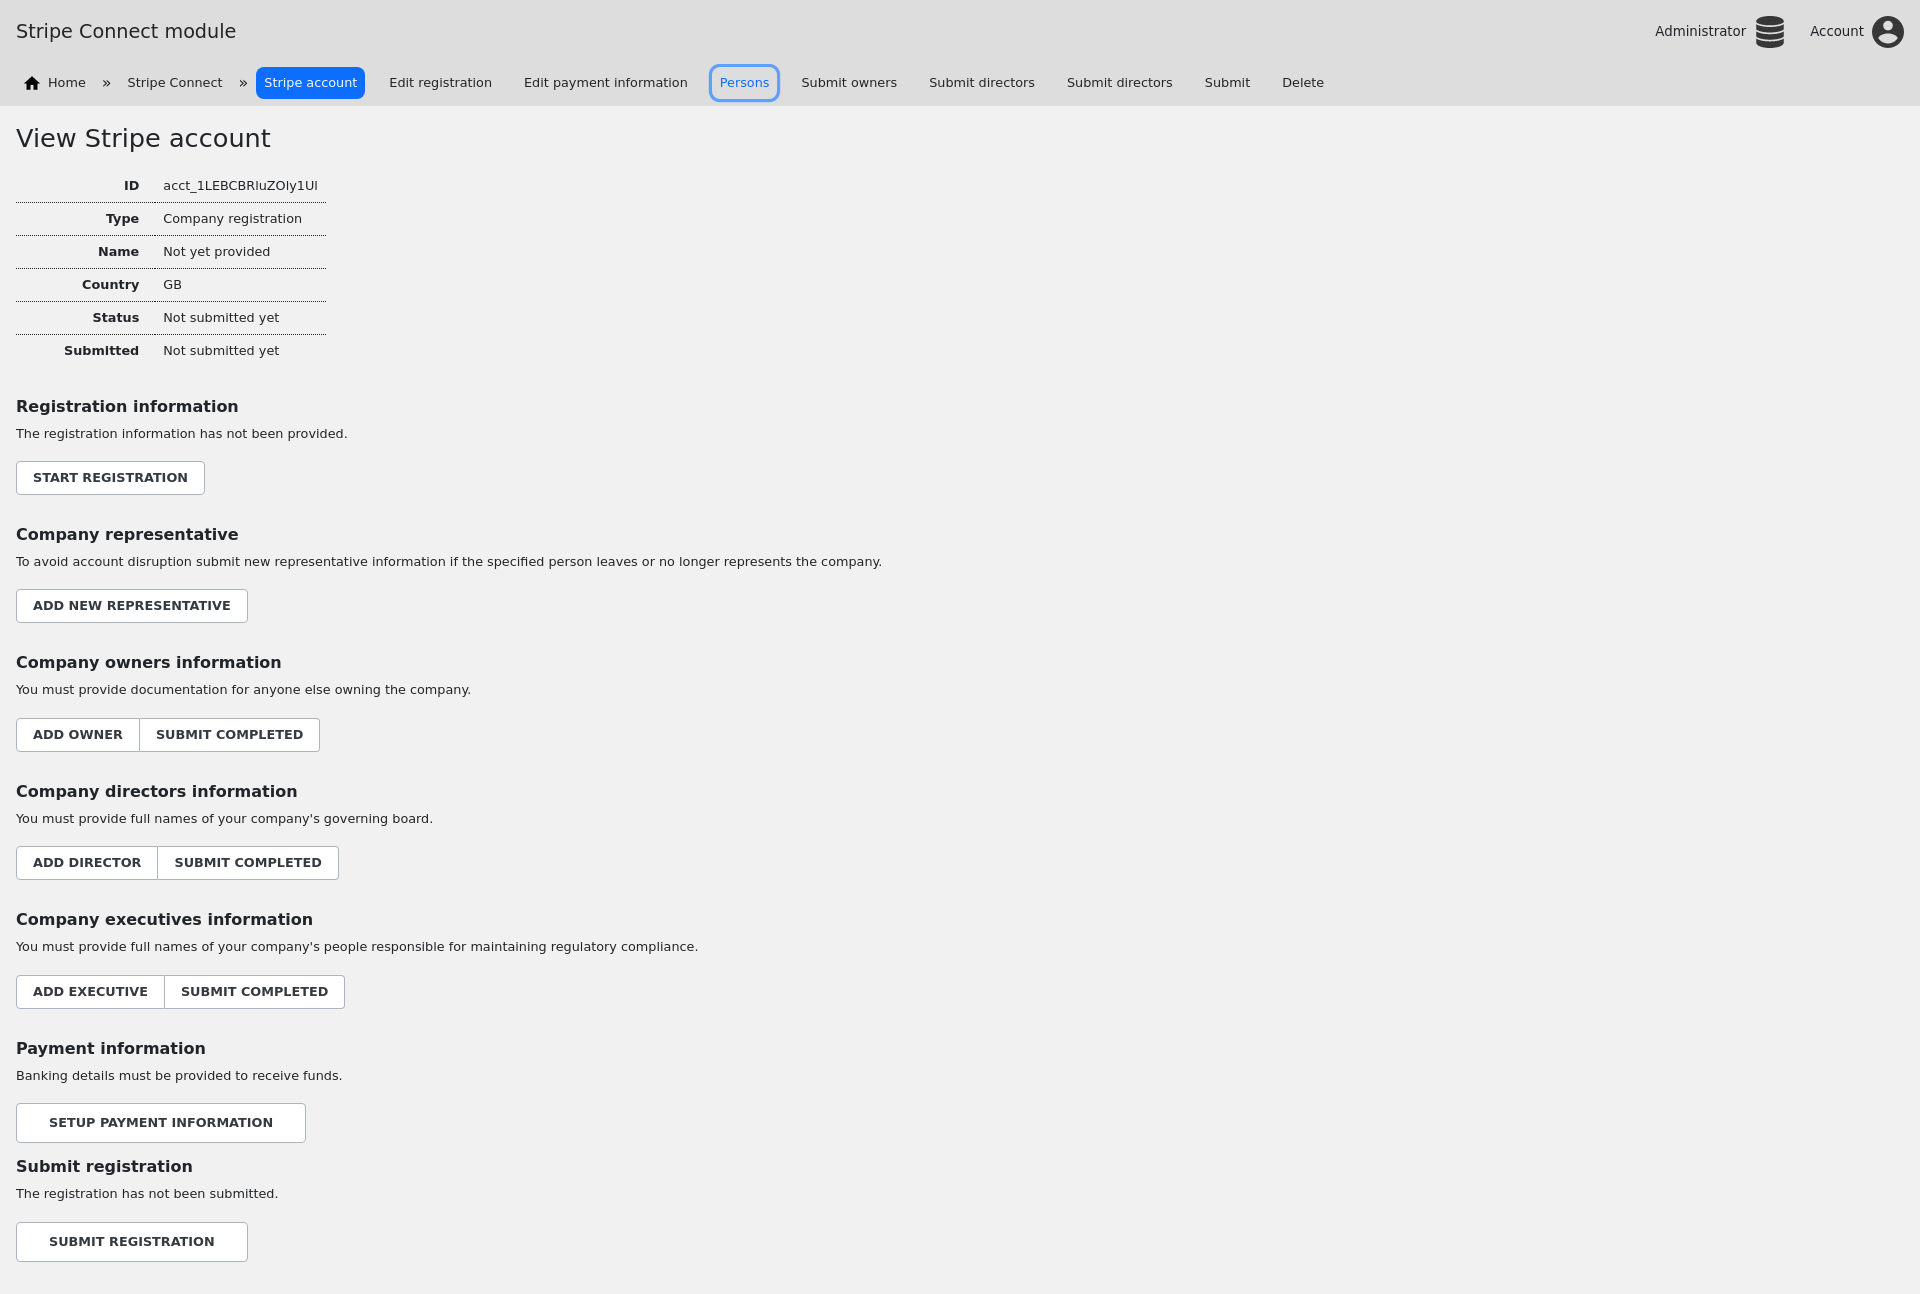 Stripe Connect module
Administrator Account
Home » Stripe Connect » Stripe account Edit registration Edit payment information Persons Submit owners Submit directors Submit directors Submit Delete
View Stripe account
ID acct_1LEBCBRluZOly1Ul
Type Company registration
Name Not yet provided
Country GB
Status Not submitted yet
Submitted Not submitted yet
Registration information
The registration information has not been provided.
START REGISTRATION
Company representative
To avoid account disruption submit new representative information if the specified person leaves or no longer represents the company.
ADD NEW REPRESENTATIVE
Company owners information
You must provide documentation for anyone else owning the company.
ADD OWNER SUBMIT COMPLETED
Company directors information
You must provide full names of your company's governing board.
ADD DIRECTOR SUBMIT COMPLETED
Company executives information
You must provide full names of your company's people responsible for maintaining regulatory compliance.
ADD EXECUTIVE SUBMIT COMPLETED
Payment information
Banking details must be provided to receive funds.
SETUP PAYMENT INFORMATION
Submit registration
The registration has not been submitted.
SUBMIT REGISTRATION